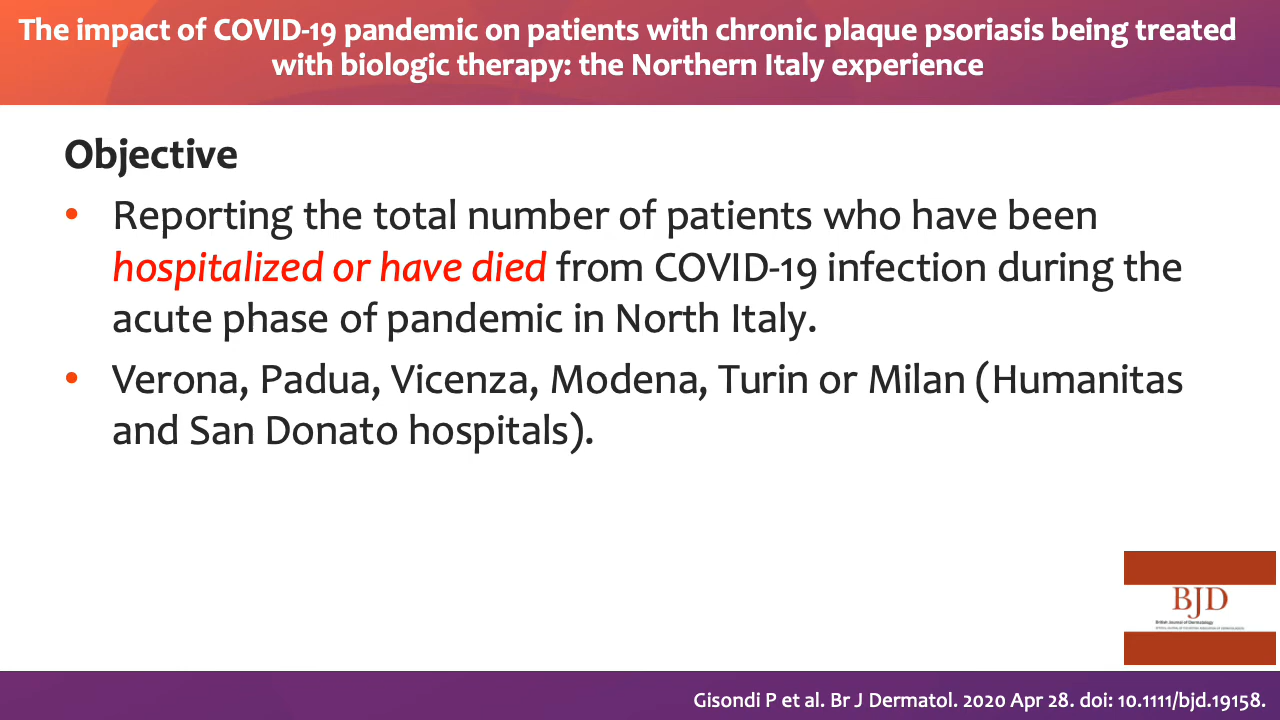 The impact of COVID-19 pandemic on patients with chronic plaque psoriasis being treated
with biologic therapy: the Northern Italy experience
Objective
• Reporting the total number of patients who have been
hospitalized or have died from COVID-19 infection during the
acute phase of pandemic in North Italy.
• Verona, Padua, Vicenza, Modena, Turin or Milan (Humanitas
and San Donato hospitals).
BJD
British Journal of Dermatology
Gisondi P et al. Br J Dermatol. 2020 Apr 28. doi: 10.1111/bjd.19158.